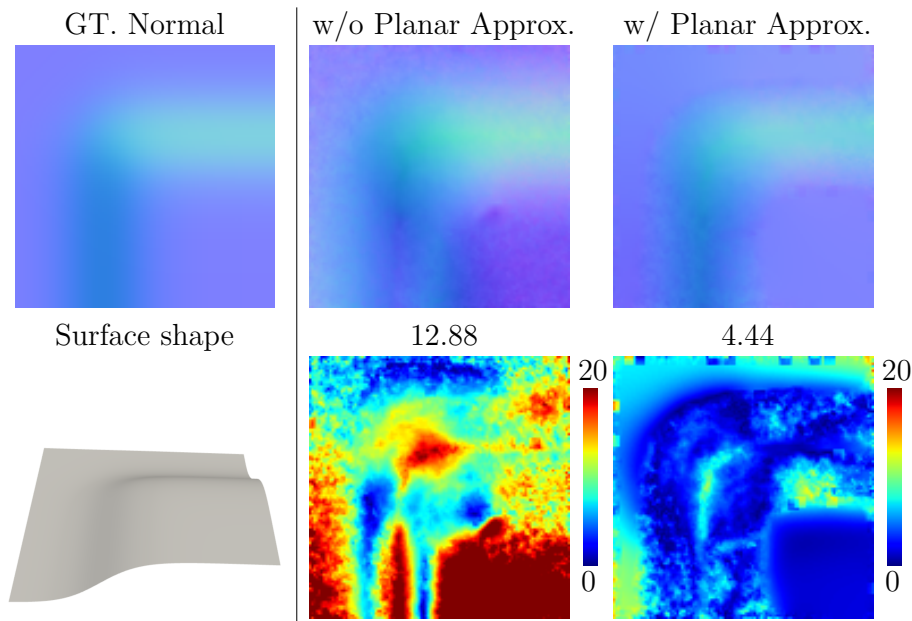 GT. Normal
w/o Planar Approx.
w/ Planar Approx.
Surface shape
12.88
4.44
20
0
20
0